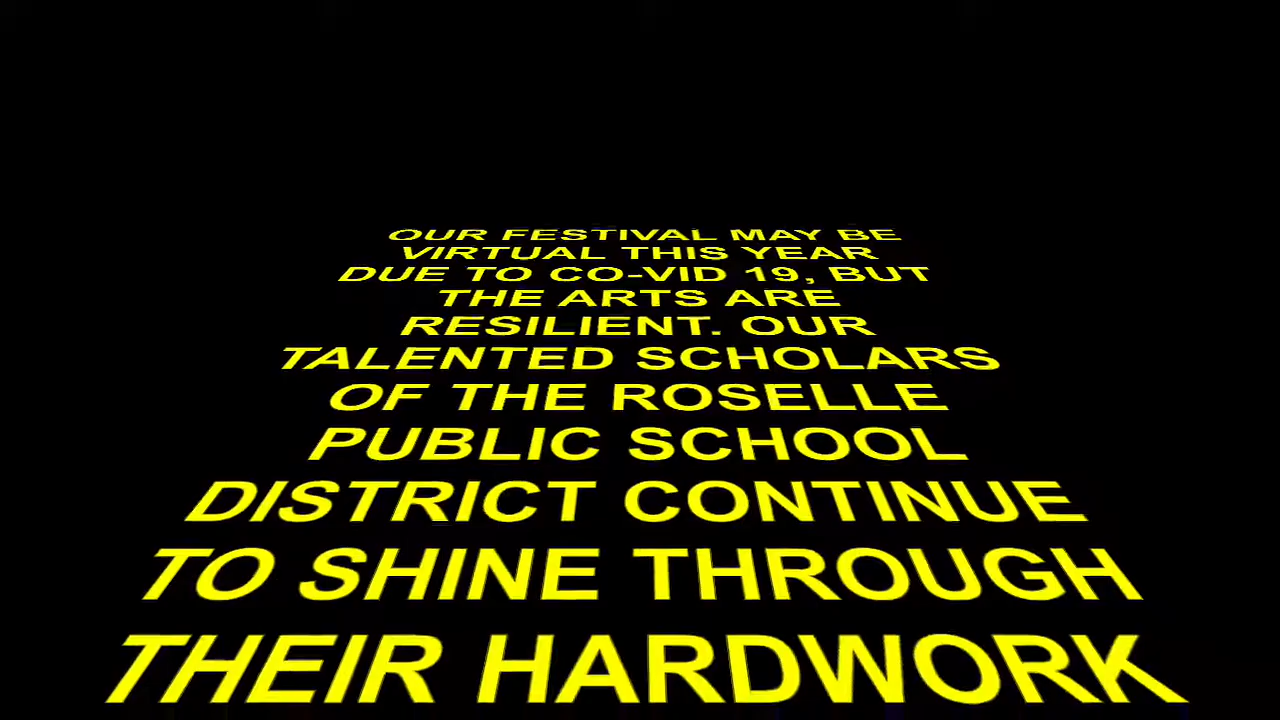 OUR FESTIVAL MAY BE
VIRTUAL THIS YEAR
DUE TO CO-VID 19, BUT
THE ARTS ARE
RESILIENT. OUR
TALENTED SCHOLARS
OF THE ROSELLE
PUBLIC SCHOOL
DISTRICT CONTINUE
TO SHINE THROUGH
THEIR HARDWORK